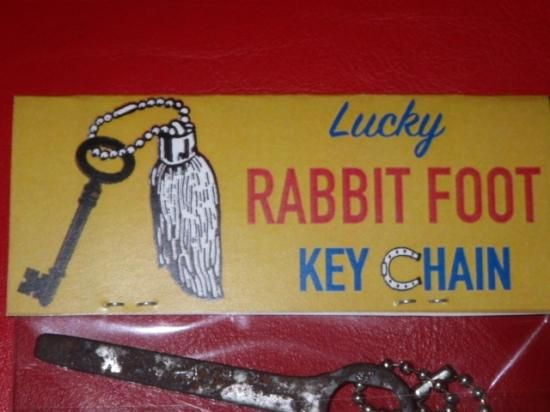 Lucky
RABBIT FOOT
KEY CHAIN